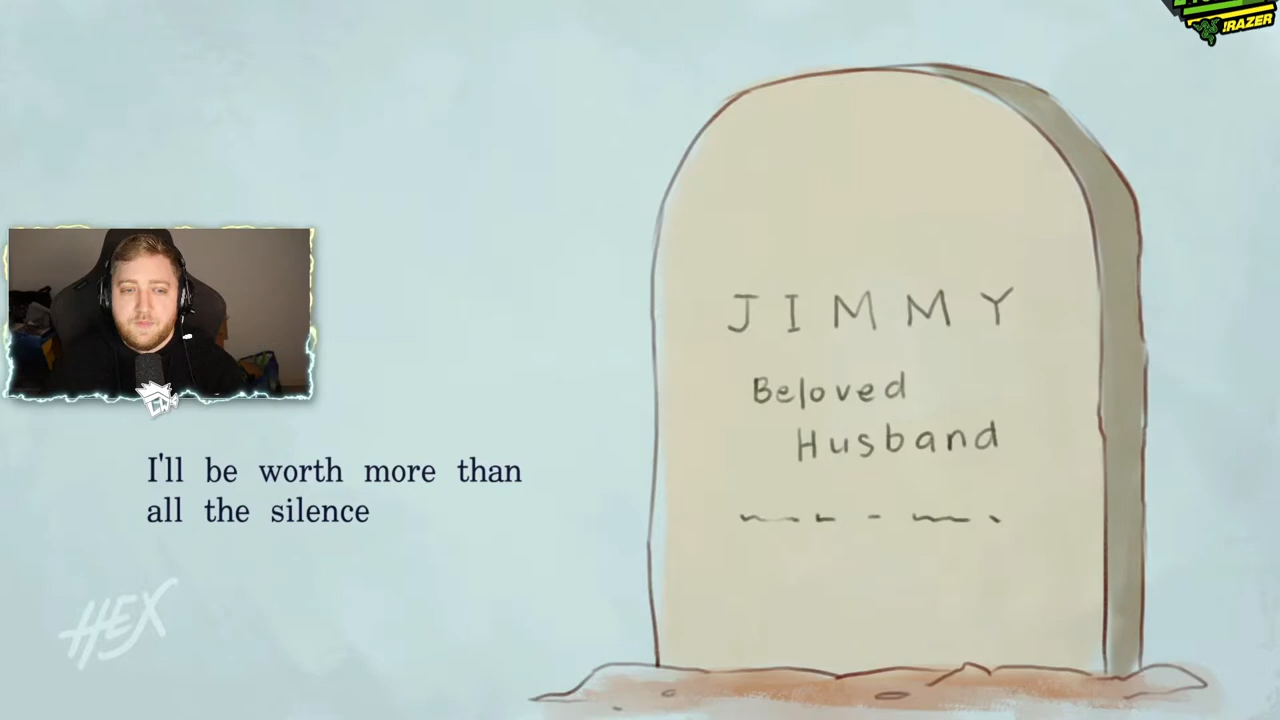 RAZER
JIMMY
Beloved
Husband
I'll be worth more than
all the silence
HEX